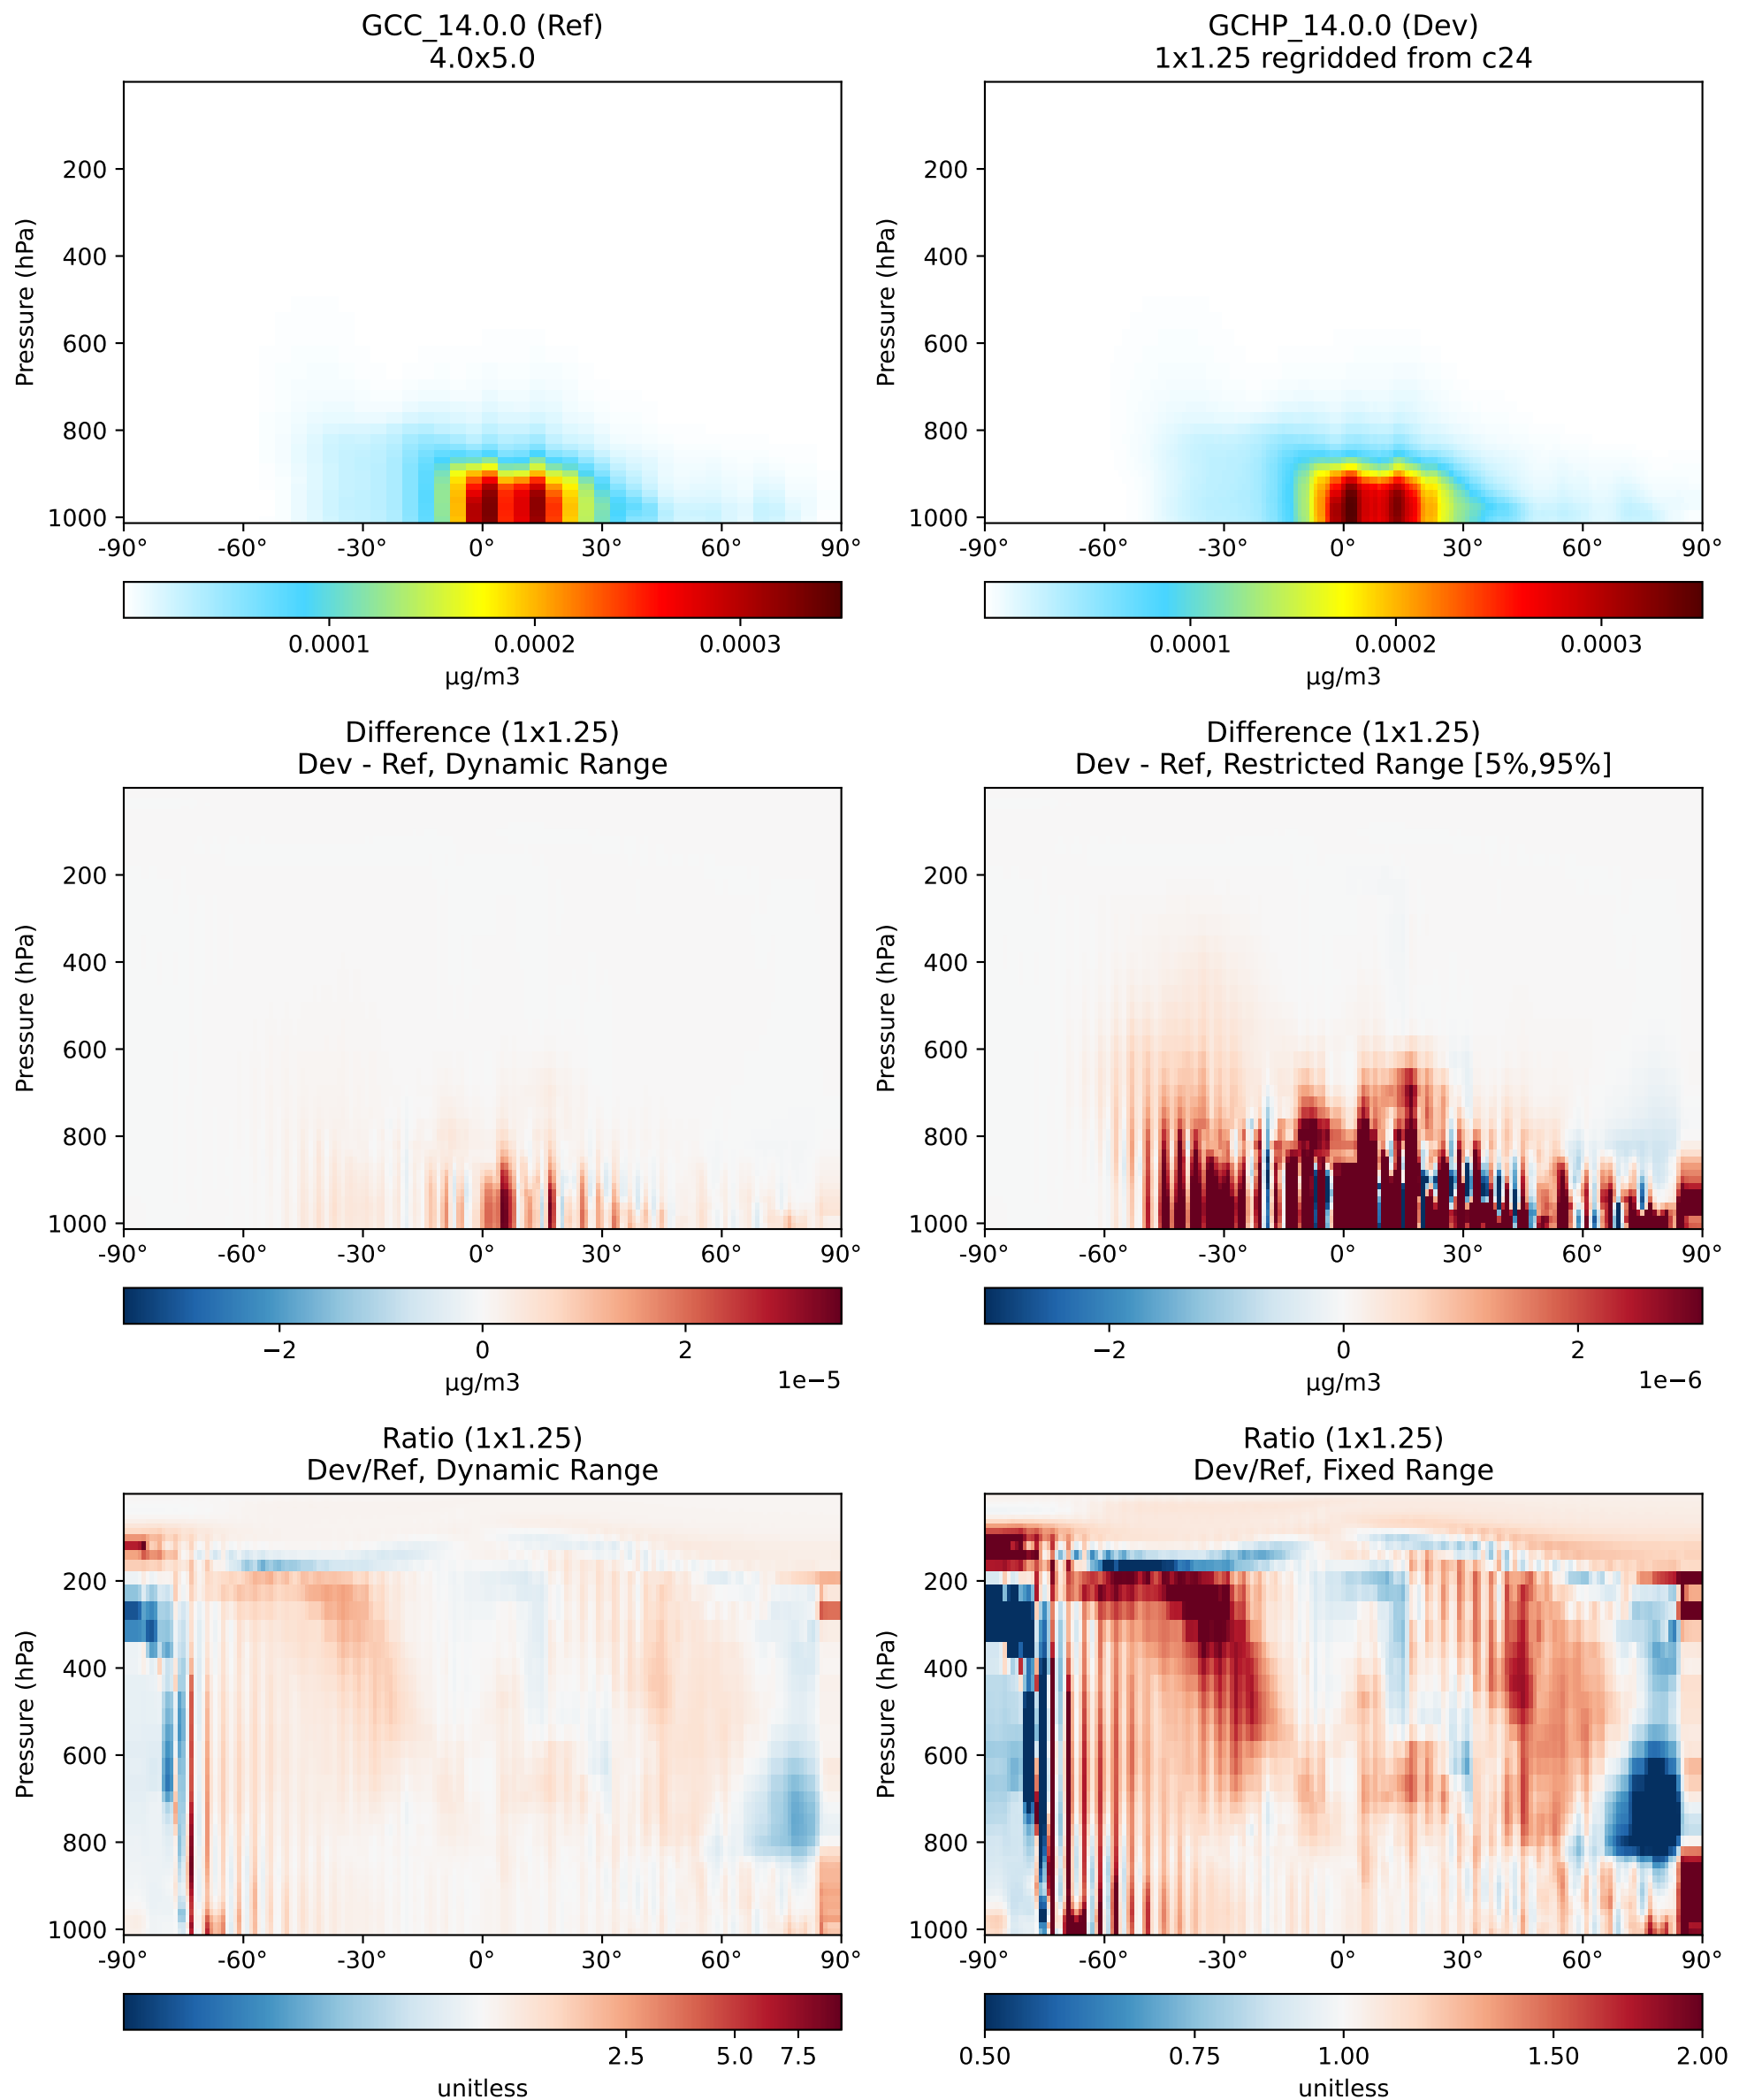 GCC_14.0.0 (Ref)
4.0x5.0
Pressure (hPa)
200
400
600
800
1000
-90° -60° -30° 0° 30° 60° 90°
0.0001 0.0002 0.0003
µg/m3
GCHP_14.0.0 (Dev)
1x1.25 regridded from c24
Pressure (hPa)
200
400
600
800
1000
-90° -60° -30° 0° 30° 60° 90°
0.0001 0.0002 0.0003
µg/m3
Difference (1x1.25)
Dev - Ref, Dynamic Range
Pressure (hPa)
200
400
600
800
1000
-90° -60° -30° 0° 30° 60° 90°
−2 0 2
µg/m3 1e−5
Difference (1x1.25)
Dev - Ref, Restricted Range [5%,95%]
Pressure (hPa)
200
400
600
800
1000
-90° -60° -30° 0° 30° 60° 90°
−2 0 2
µg/m3 1e−6
Ratio (1x1.25)
Dev/Ref, Dynamic Range
Pressure (hPa)
200
400
600
800
1000
-90° -60° -30° 0° 30° 60° 90°
2.5 5.0 7.5
unitless
Ratio (1x1.25)
Dev/Ref, Fixed Range
Pressure (hPa)
200
400
600
800
1000
-90° -60° -30° 0° 30° 60° 90°
0.50 0.75 1.00 1.50 2.00
unitless